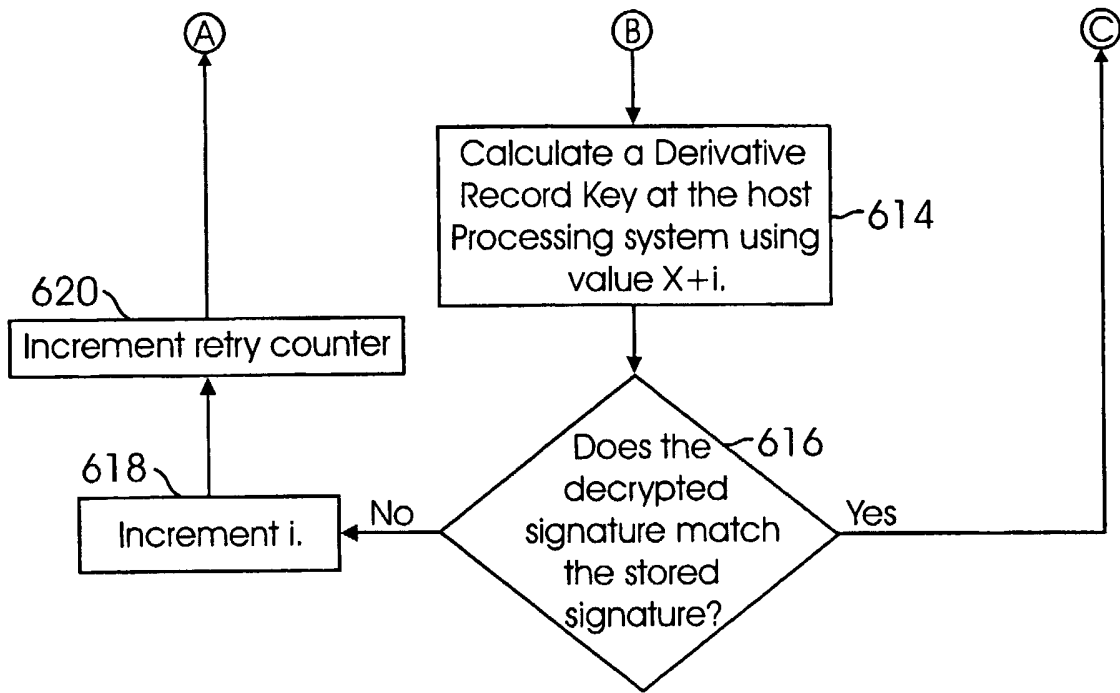 A
B
C
Calculate a Derivative
Record Key at the host
Processing system using
value X+i.
614
620
Increment retry counter
616
Does the
decrypted
signature match
the stored
signature?
618
Increment i.
No
Yes